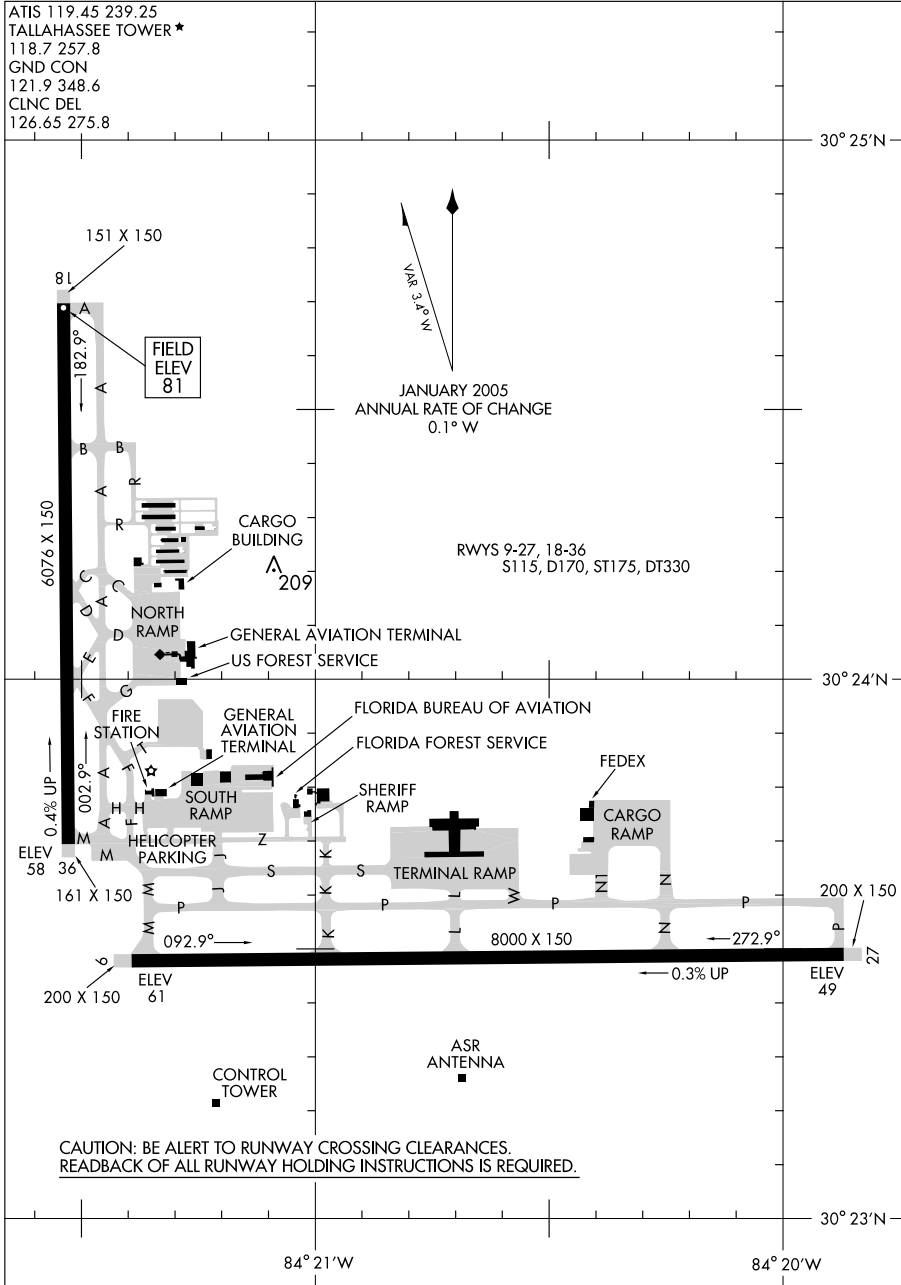 ATIS 119.45 239.25
TALLAHASSEE TOWER ★
118.7 257.8
GND CON
121.9 348.6
CLNC DEL
126.65 275.8
30° 25'N
151 X 150
18
A
182.9°
FIELD
ELEV
81
VAR 3.4° W
JANUARY 2005
ANNUAL RATE OF CHANGE
0.1° W
A
B
B
A
R
R
6076 X 150
CARGO
BUILDING
209
RWYS 9-27, 18-36
S115, D170, ST175, DT330
C
C
A
D
D
NORTH
RAMP
GENERAL AVIATION TERMINAL
US FOREST SERVICE
30° 24'N
E
F
G
FIRE
STATION
T
GENERAL
AVIATION
TERMINAL
FLORIDA BUREAU OF AVIATION
FLORIDA FOREST SERVICE
FEDEX
0.4% UP
002.9°
A
F
SOUTH
RAMP
SHERIFF
RAMP
CARGO
RAMP
H
H
A
F
M
M
HELICOPTER
PARKING
Z
J
K
ELEV
58
36
161 X 150
S
S
TERMINAL RAMP
M
J
K
L
W
N1
N
200 X 150
P
P
P
P
M
K
L
N
P
092.9°
8000 X 150
272.9°
9
27
200 X 150
ELEV
61
0.3% UP
ELEV
49
ASR
ANTENNA
CONTROL
TOWER
CAUTION: BE ALERT TO RUNWAY CROSSING CLEARANCES.
READBACK OF ALL RUNWAY HOLDING INSTRUCTIONS IS REQUIRED.
30° 23'N
84° 21'W
84° 20'W